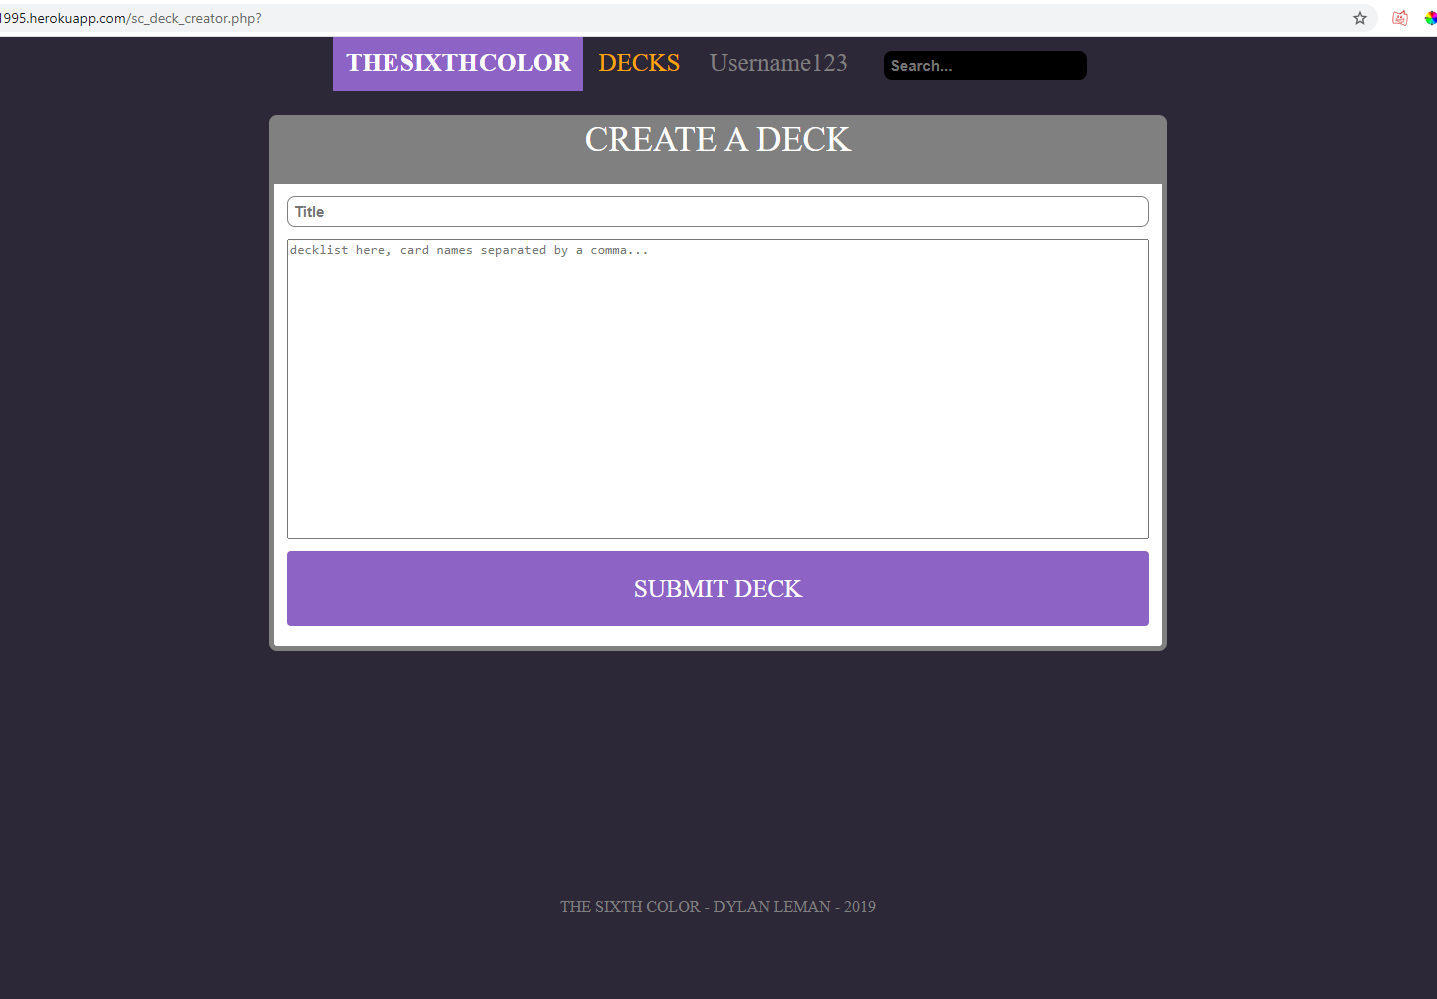 1995.herokuapp.com/sc_deck_creator.php?
THESIXTHCOLOR DECKS Username123 Search...
CREATE A DECK
Title
decklist here, card names separated by a comma...
SUBMIT DECK
THE SIXTH COLOR - DYLAN LEMAN - 2019